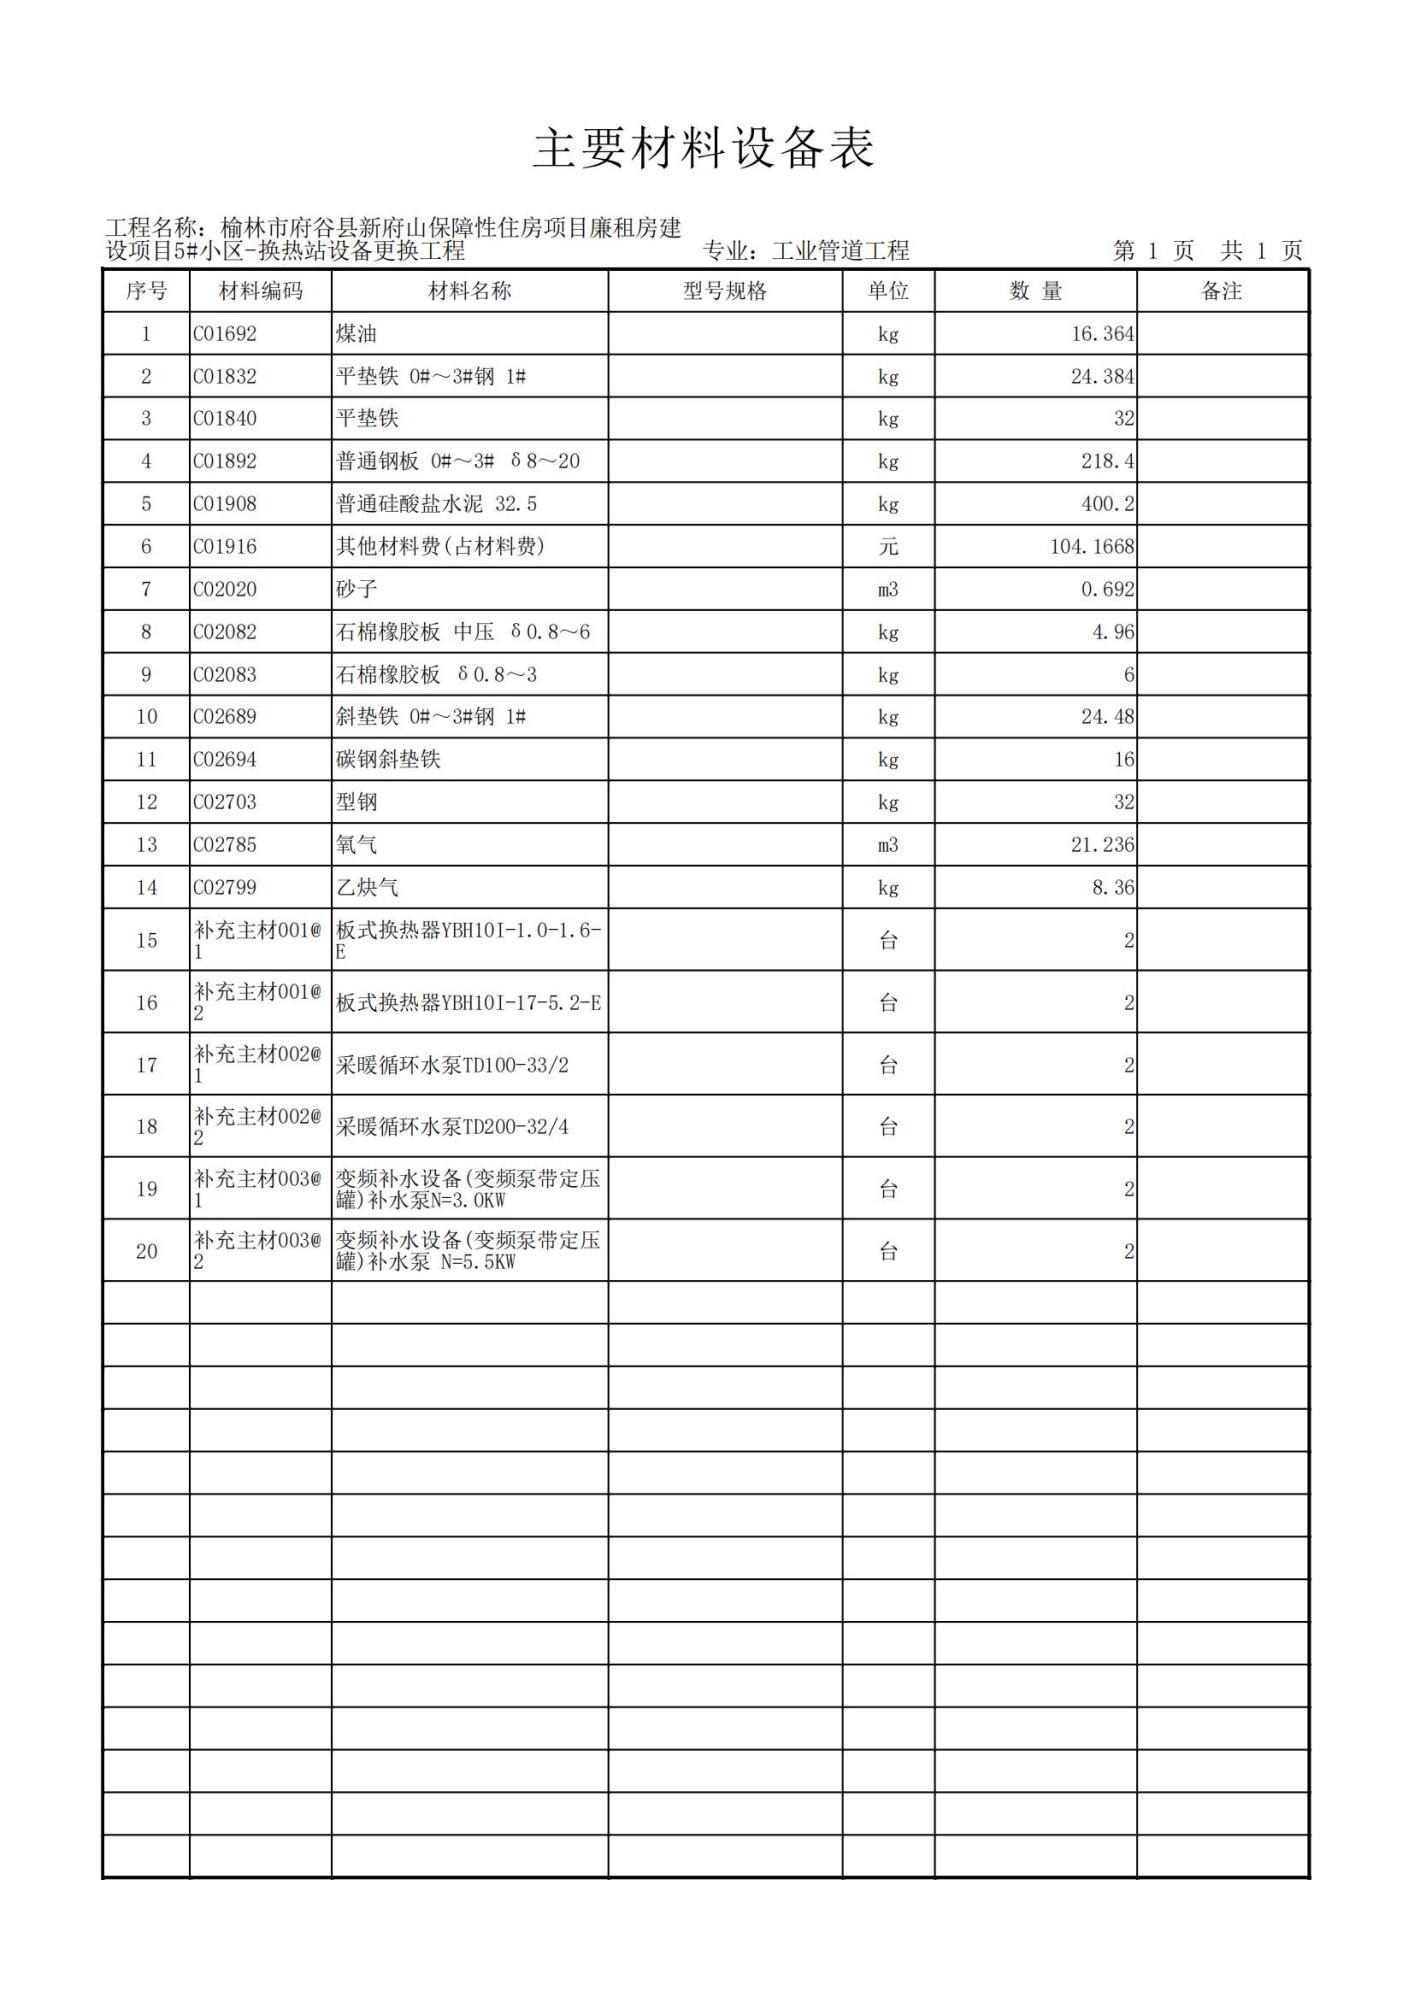 主要材料设备表
工程名称：榆林市府谷县新府山保障性住房项目廉租房建
设项目5#小区-换热站设备更换工程 专业：工业管道工程 第 1 页 共 1 页
序号 材料编码 材料名称 型号规格 单位 数 量 备注
1 C01692 煤油 kg 16.364
2 C01832 平垫铁 0#～3#钢 1# kg 24.384
3 C01840 平垫铁 kg 32
4 C01892 普通钢板 0#～3# δ8～20 kg 218.4
5 C01908 普通硅酸盐水泥 32.5 kg 400.2
6 C01916 其他材料费(占材料费) 元 104.1668
7 C02020 砂子 m3 0.692
8 C02082 石棉橡胶板 中压 δ0.8～6 kg 4.96
9 C02083 石棉橡胶板 δ0.8～3 kg 6
10 C02689 斜垫铁 0#～3#钢 1# kg 24.48
11 C02694 碳钢斜垫铁 kg 16
12 C02703 型钢 kg 32
13 C02785 氧气 m3 21.236
14 C02799 乙炔气 kg 8.36
15 补充主材001@1 板式换热器YBH10I-1.0-1.6-E 台 2
16 补充主材001@2 板式换热器YBH10I-17-5.2-E 台 2
17 补充主材002@1 采暖循环水泵TD100-33/2 台 2
18 补充主材002@2 采暖循环水泵TD200-32/4 台 2
19 补充主材003@1 变频补水设备(变频泵带定压罐)补水泵N=3.0KW 台 2
20 补充主材003@2 变频补水设备(变频泵带定压罐)补水泵 N=5.5KW 台 2